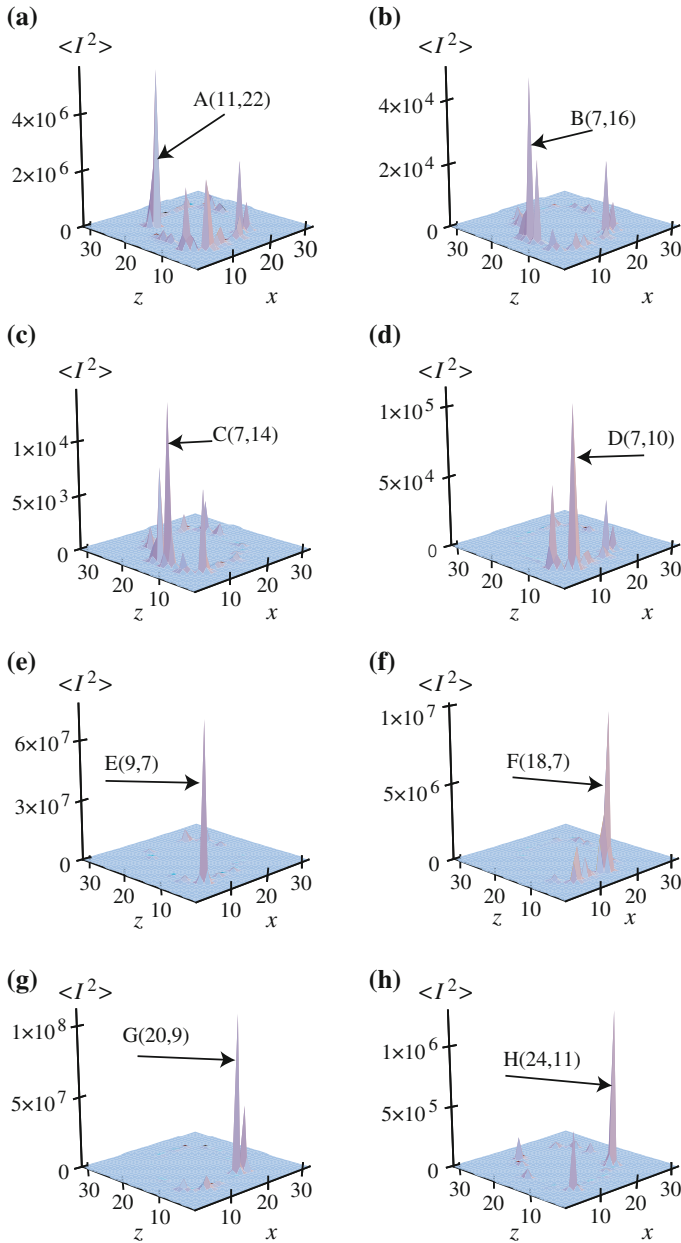 (a)
<I²>
4×10⁶
2×10⁶
0
A(11,22)
30
20
10
z
10
20
30
x
(b)
<I²>
4×10⁴
2×10⁴
0
B(7,16)
30
20
10
z
10
20
30
x
(c)
<I²>
1×10⁴
5×10³
0
C(7,14)
30
20
10
z
10
20
30
x
(d)
<I²>
1×10⁵
5×10⁴
0
D(7,10)
30
20
10
z
10
20
30
x
(e)
<I²>
6×10⁷
3×10⁷
0
E(9,7)
30
20
10
z
10
20
30
x
(f)
<I²>
1×10⁷
5×10⁶
0
F(18,7)
30
20
10
z
10
20
30
x
(g)
<I²>
1×10⁸
5×10⁷
0
G(20,9)
30
20
10
z
10
20
30
x
(h)
<I²>
1×10⁶
5×10⁵
0
H(24,11)
30
20
10
z
10
20
30
x